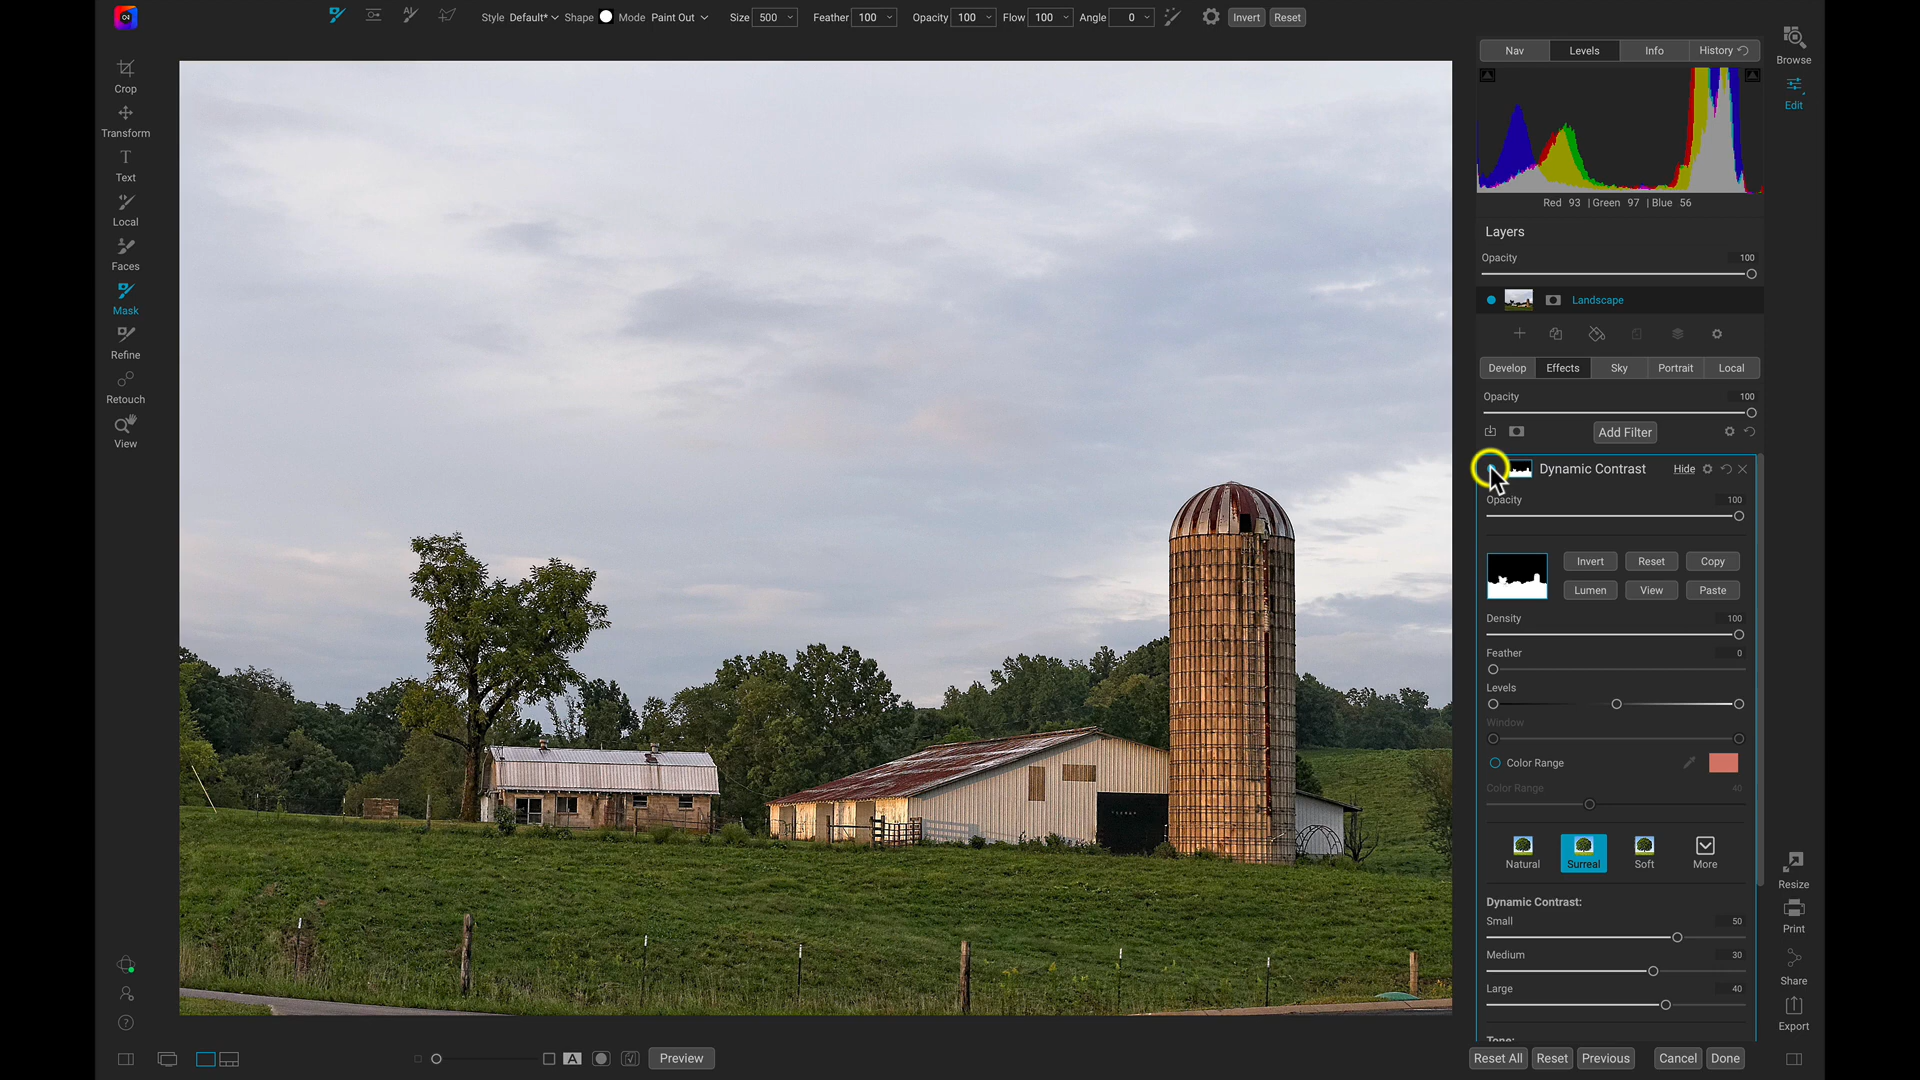 Style Default* Shape Mode Paint Out Size 500 Feather 100 Opacity 100 Flow 100 Angle 0 Invert Reset
Crop
Transform
Text
Local
Faces
Mask
Refine
Retouch
View
Nav Levels Info History
Red 93 | Green 97 | Blue 56
Layers
Opacity 100
Landscape
Develop Effects Sky Portrait Local
Opacity 100
Add Filter
Dynamic Contrast Hide
Opacity 100
Invert Reset Copy
Lumen View Paste
Density 100
Feather 0
Levels
Window
Color Range
Color Range 40
Natural Surreal Soft More
Dynamic Contrast:
Small 50
Medium 30
Large 40
Tone:
Browse
Edit
Resize
Print
Share
Export
A Preview
Reset All Reset Previous Cancel Done